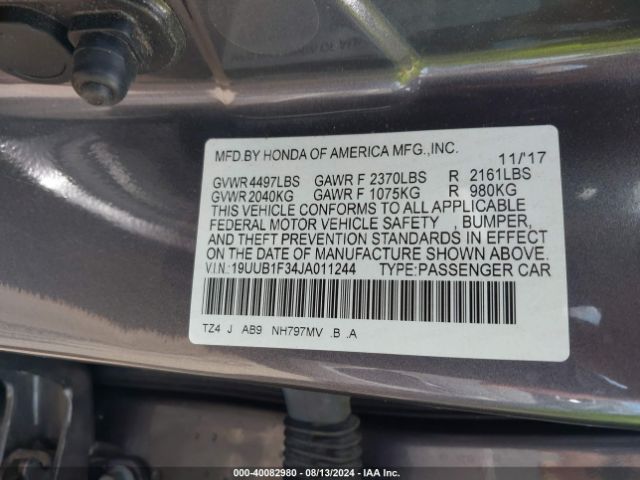 MFD.BY HONDA OF AMERICA MFG.,INC.
11/'17
GVWR 4497LBS GAWR F 2370LBS R 2161LBS
GVWR 2040KG GAWR F 1075KG R 980KG
THIS VEHICLE CONFORMS TO ALL APPLICABLE
FEDERAL MOTOR VEHICLE SAFETY , BUMPER,
AND THEFT PREVENTION STANDARDS IN EFFECT
ON THE DATE OF MANUFACTURE SHOWN ABOVE.
V.I.N.:19UUB1F34JA011244 TYPE:PASSENGER CAR
TZ4 J AB9 NH797MV .B .A
000-40082980 - 08/13/2024 - IAA Inc.